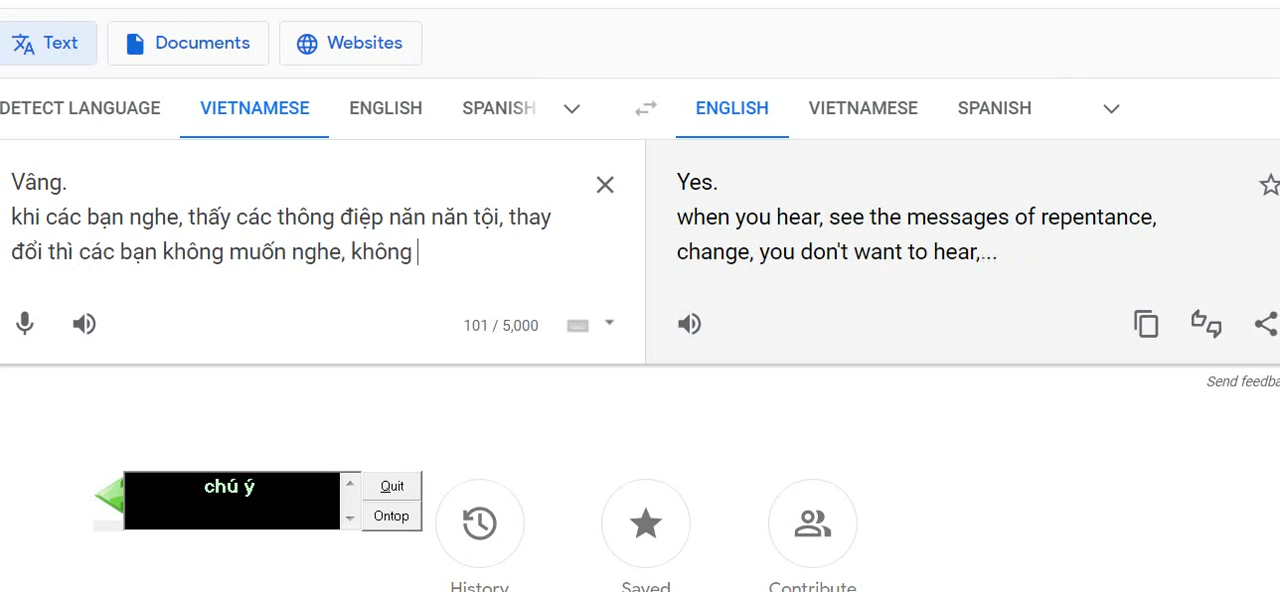 Text Documents Websites
DETECT LANGUAGE VIETNAMESE ENGLISH SPANISH ENGLISH VIETNAMESE SPANISH
Vâng.
khi các bạn nghe, thấy các thông điệp năn năn tội, thay
đổi thì các bạn không muốn nghe, không
101 / 5,000
Yes.
when you hear, see the messages of repentance,
change, you don't want to hear,...
Send feedba
chú ý
Quit
Ontop
History Saved Contribute